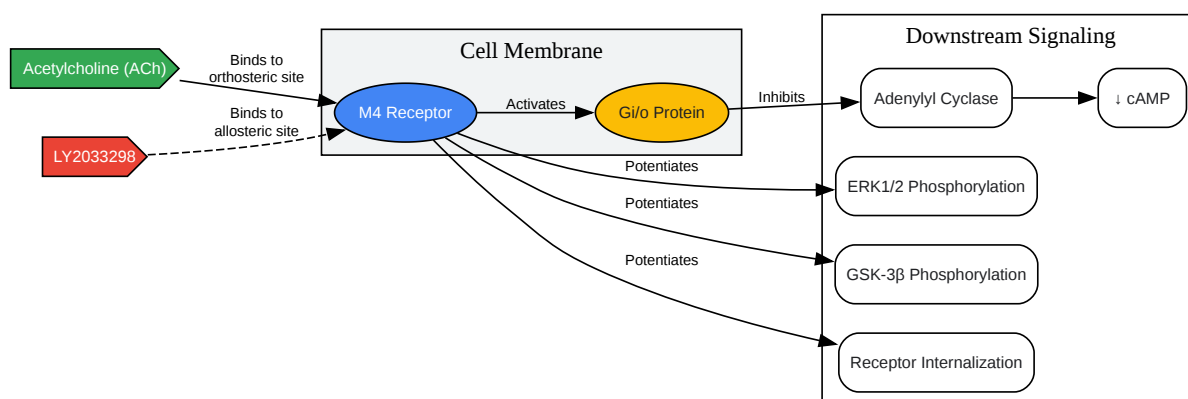 Cell Membrane
Downstream Signaling
Acetylcholine (ACh)
Binds to
orthosteric site
Binds to
allosteric site
LY2033298
M4 Receptor
Activates
Gi/o Protein
Inhibits
Adenylyl Cyclase
↓ cAMP
Potentiates
ERK1/2 Phosphorylation
Potentiates
GSK-3β Phosphorylation
Potentiates
Receptor Internalization